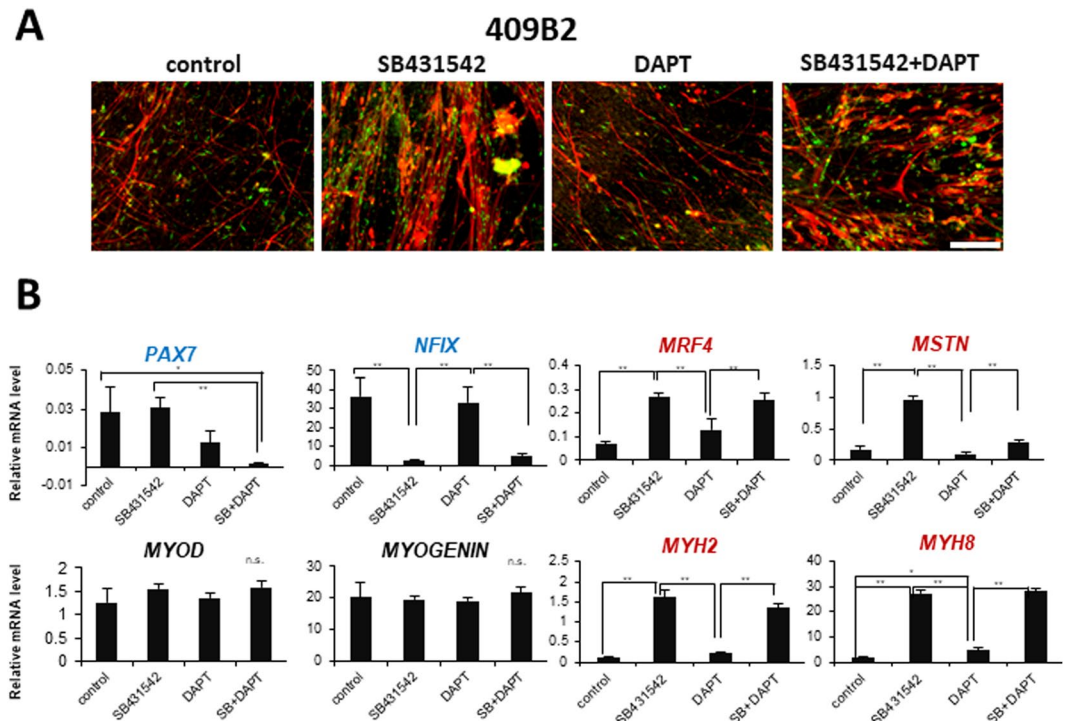 A
409B2
control SB431542 DAPT SB431542+DAPT
B
PAX7 NFIX MRF4 MSTN
Relative mRNA level
0.05
0.03
0.01
-0.01
*
**
control SB431542 DAPT SB+DAPT
50
40
30
20
10
0
** ** **
control SB431542 DAPT SB+DAPT
0.4
0.3
0.2
0.1
0
** ** **
control SB431542 DAPT SB+DAPT
1.5
1
0.5
0
** ** **
control SB431542 DAPT SB+DAPT
MYOD MYOGENIN MYH2 MYH8
Relative mRNA level
2
1.5
1
0.5
0
n.s.
control SB431542 DAPT SB+DAPT
30
20
10
0
n.s.
control SB431542 DAPT SB+DAPT
2.5
2
1.5
1
0.5
0
** ** **
control SB431542 DAPT SB+DAPT
40
30
20
10
0
*
** ** **
control SB431542 DAPT SB+DAPT